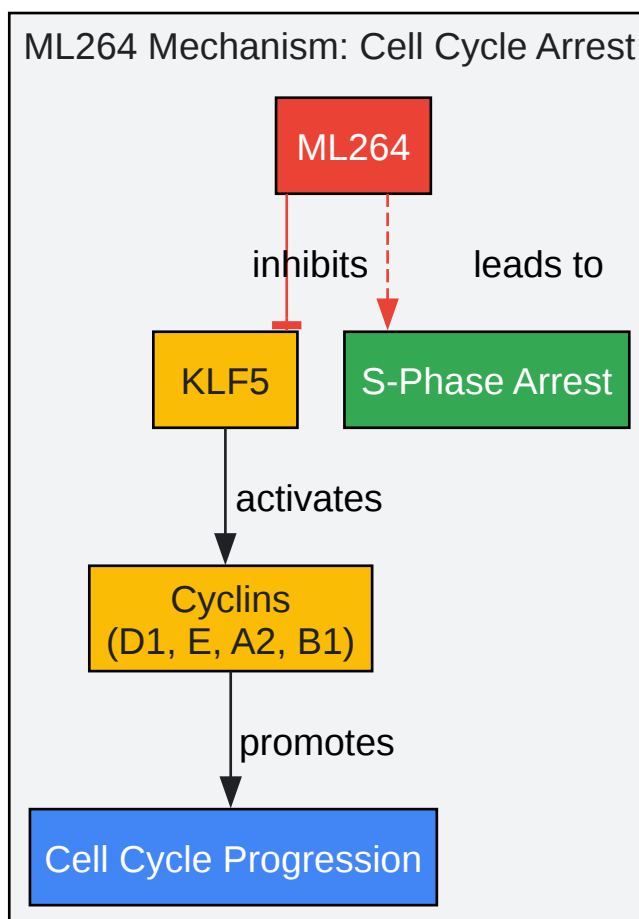 ML264 Mechanism: Cell Cycle Arrest
ML264
inhibits
leads to
KLF5
S-Phase Arrest
activates
Cyclins
(D1, E, A2, B1)
promotes
Cell Cycle Progression